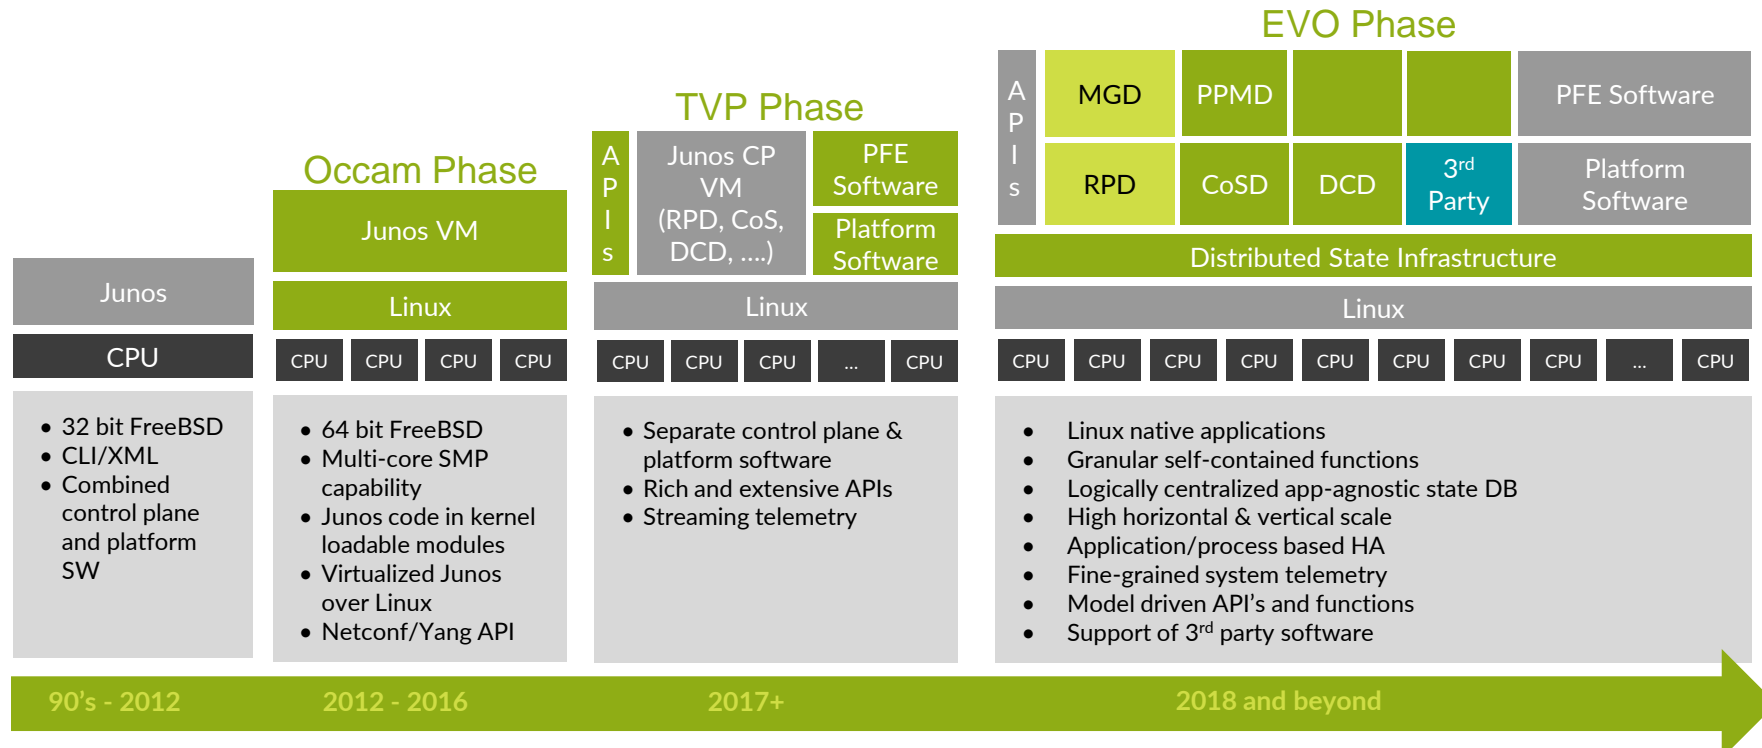 EVO Phase
TVP Phase
Occam Phase
Junos
CPU
• 32 bit FreeBSD
• CLI/XML
• Combined
control plane
and platform
SW
90's - 2012
Junos VM
Linux
CPU CPU CPU CPU
• 64 bit FreeBSD
• Multi-core SMP
capability
• Junos code in kernel
loadable modules
• Virtualized Junos
over Linux
• Netconf/Yang API
2012 - 2016
A
P
I
s
Junos CP
VM
(RPD, CoS,
DCD, ....)
PFE
Software
Platform
Software
Linux
CPU CPU CPU ... CPU
• Separate control plane &
platform software
• Rich and extensive APIs
• Streaming telemetry
2017+
A
P
I
s
MGD
PPMD
PFE Software
RPD
CoSD
DCD
3rd
Party
Platform
Software
Distributed State Infrastructure
Linux
CPU CPU CPU CPU CPU CPU CPU CPU ... CPU
• Linux native applications
• Granular self-contained functions
• Logically centralized app-agnostic state DB
• High horizontal & vertical scale
• Application/process based HA
• Fine-grained system telemetry
• Model driven API's and functions
• Support of 3rd party software
2018 and beyond